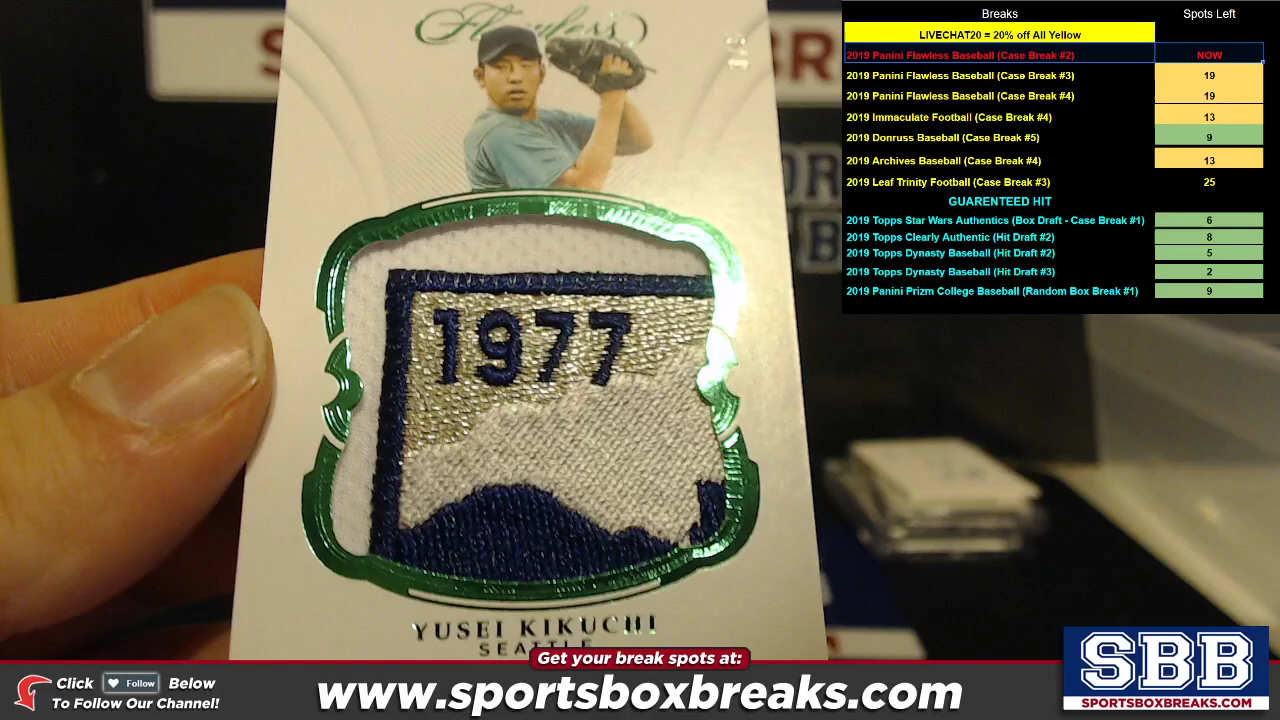 Flawless
1977
YUSEI KIKUCHI
SEATTLE
Breaks Spots Left
LIVECHAT20 = 20% off All Yellow
2019 Panini Flawless Baseball (Case Break #2) NOW
2019 Panini Flawless Baseball (Case Break #3) 19
2019 Panini Flawless Baseball (Case Break #4) 19
2019 Immaculate Football (Case Break #4) 13
2019 Donruss Baseball (Case Break #5) 9
2019 Archives Baseball (Case Break #4) 13
2019 Leaf Trinity Football (Case Break #3) 25
GUARENTEED HIT
2019 Topps Star Wars Authentics (Box Draft - Case Break #1) 6
2019 Topps Clearly Authentic (Hit Draft #2) 8
2019 Topps Dynasty Baseball (Hit Draft #2) 5
2019 Topps Dynasty Baseball (Hit Draft #3) 2
2019 Panini Prizm College Baseball (Random Box Break #1) 9
Get your break spots at:
Click Follow Below
To Follow Our Channel!
www.sportsboxbreaks.com
SBB
SPORTSBOXBREAKS.COM